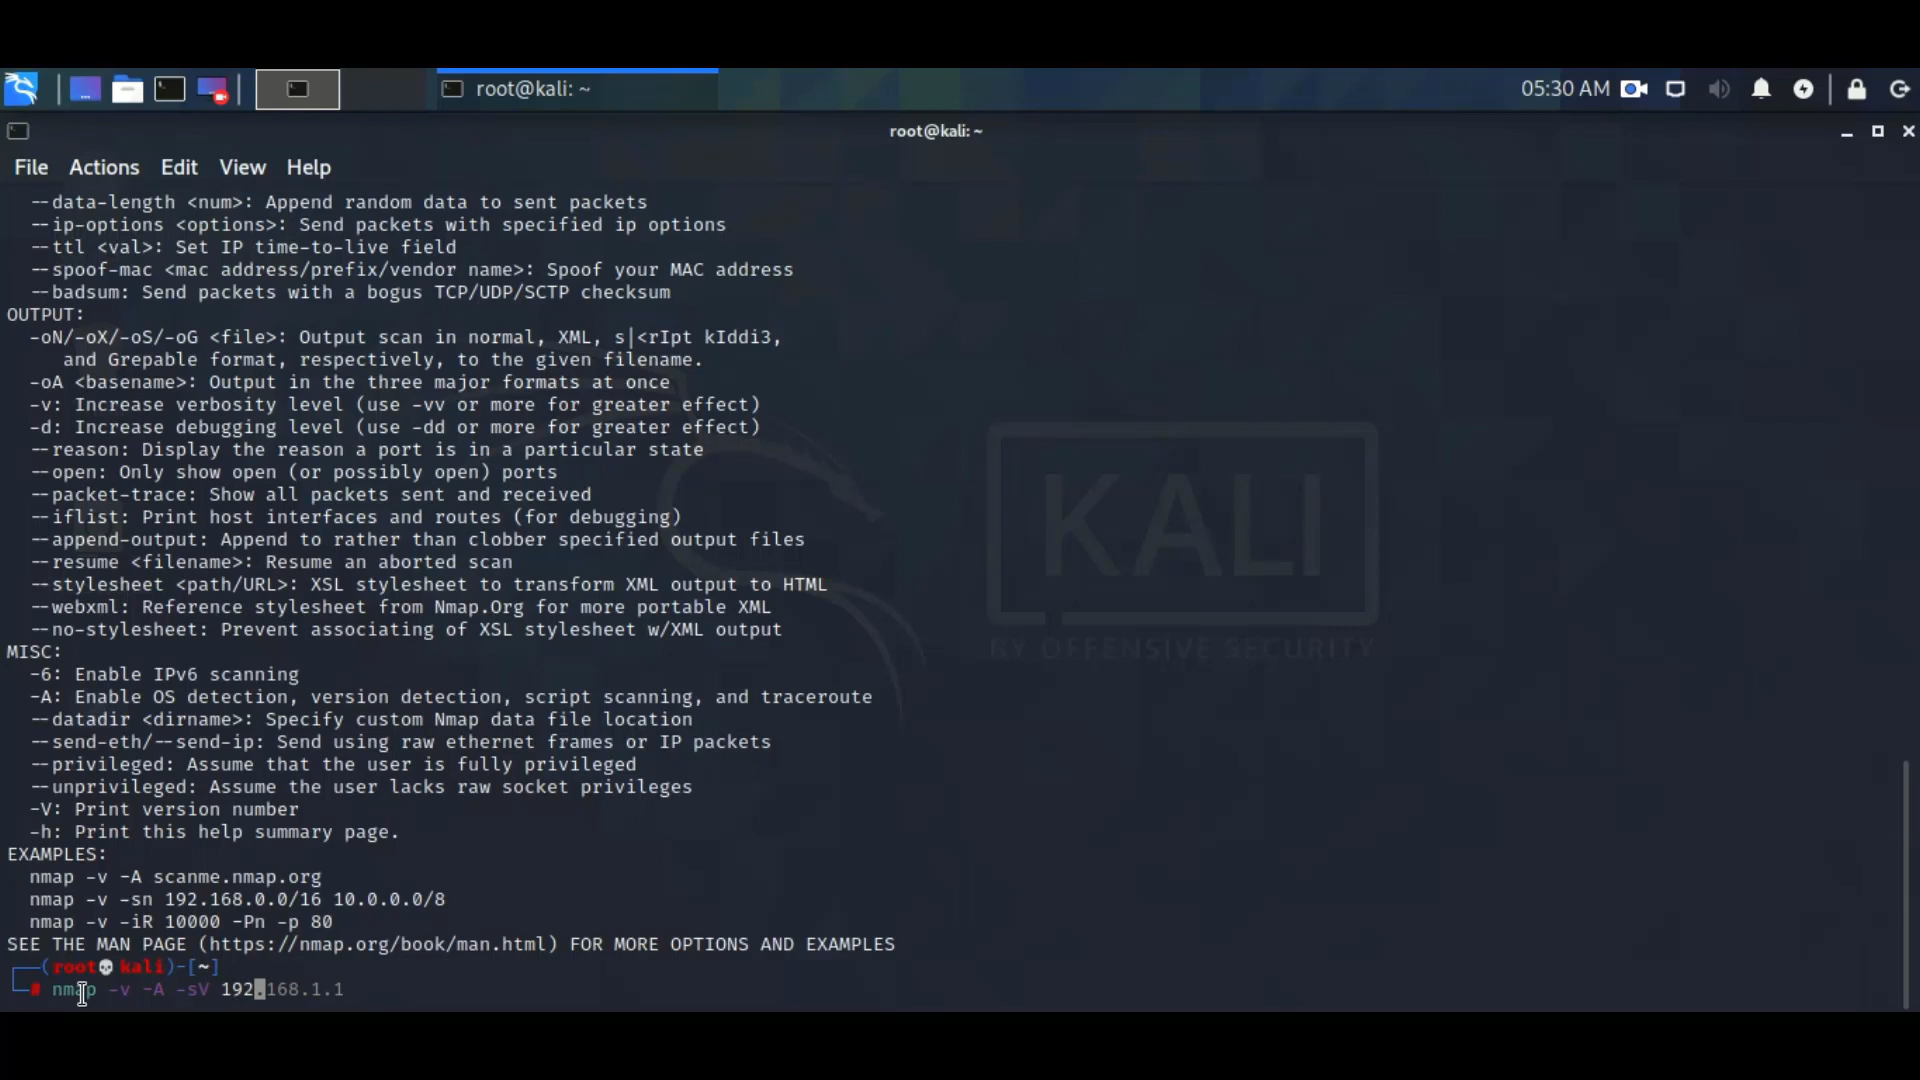 root@kali: ~
05:30 AM
root@kali: ~
File Actions Edit View Help
--data-length <num>: Append random data to sent packets
--ip-options <options>: Send packets with specified ip options
--ttl <val>: Set IP time-to-live field
--spoof-mac <mac address/prefix/vendor name>: Spoof your MAC address
--badsum: Send packets with a bogus TCP/UDP/SCTP checksum
OUTPUT:
-oN/-oX/-oS/-oG <file>: Output scan in normal, XML, s|<rIpt kIddi3,
and Grepable format, respectively, to the given filename.
-oA <basename>: Output in the three major formats at once
-v: Increase verbosity level (use -vv or more for greater effect)
-d: Increase debugging level (use -dd or more for greater effect)
--reason: Display the reason a port is in a particular state
--open: Only show open (or possibly open) ports
--packet-trace: Show all packets sent and received
--iflist: Print host interfaces and routes (for debugging)
--append-output: Append to rather than clobber specified output files
--resume <filename>: Resume an aborted scan
--stylesheet <path/URL>: XSL stylesheet to transform XML output to HTML
--webxml: Reference stylesheet from Nmap.Org for more portable XML
--no-stylesheet: Prevent associating of XSL stylesheet w/XML output
MISC:
-6: Enable IPv6 scanning
-A: Enable OS detection, version detection, script scanning, and traceroute
--datadir <dirname>: Specify custom Nmap data file location
--send-eth/--send-ip: Send using raw ethernet frames or IP packets
--privileged: Assume that the user is fully privileged
--unprivileged: Assume the user lacks raw socket privileges
-V: Print version number
-h: Print this help summary page.
EXAMPLES:
nmap -v -A scanme.nmap.org
nmap -v -sn 192.168.0.0/16 10.0.0.0/8
nmap -v -iR 10000 -Pn -p 80
SEE THE MAN PAGE (https://nmap.org/book/man.html) FOR MORE OPTIONS AND EXAMPLES
(root💀kali)-[~]
# nmap -v -A -sV 192.168.1.1
KALI
BY OFFENSIVE SECURITY